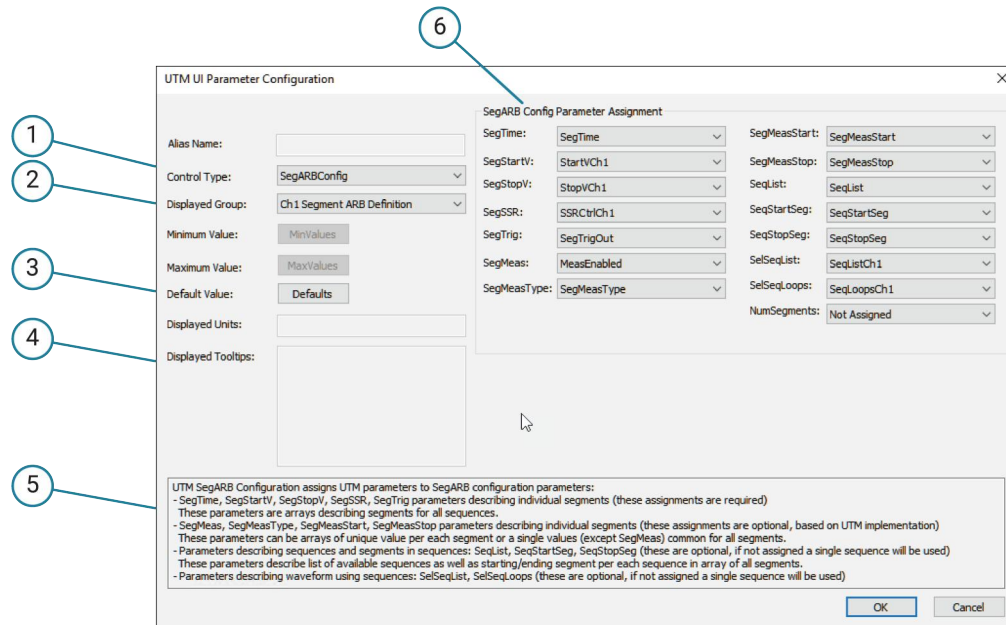 6
UTM UI Parameter Configuration
SegARB Config Parameter Assignment
1
Alias Name:
Control Type: SegARBConfig
2
Displayed Group: Ch1 Segment ARB Definition
Minimum Value: MinValues
3
Maximum Value: MaxValues
Default Value: Defaults
4
Displayed Units:
Displayed Tooltips:
SegTime: SegTime
SegStartV: StartVCh1
SegStopV: StopVCh1
SegSSR: SSRCtrlCh1
SegTrig: SegTrigOut
SegMeas: MeasEnabled
SegMeasType: SegMeasType
SegMeasStart: SegMeasStart
SegMeasStop: SegMeasStop
SeqList: SeqList
SeqStartSeg: SeqStartSeg
SeqStopSeg: SeqStopSeg
SelSeqList: SeqListCh1
SelSeqLoops: SeqLoopsCh1
NumSegments: Not Assigned
5
UTM SegARB Configuration assigns UTM parameters to SegARB configuration parameters:
- SegTime, SegStartV, SegStopV, SegSSR, SegTrig parameters describing individual segments (these assignments are required)
These parameters are arrays describing segments for all sequences.
- SegMeas, SegMeasType, SegMeasStart, SegMeasStop parameters describing individual segments (these assignments are optional, based on UTM implementation)
These parameters can be arrays of unique value per each segment or a single values (except SegMeas) common for all segments.
- Parameters describing sequences and segments in sequences: SeqList, SeqStartSeg, SeqStopSeg (these are optional, if not assigned a single sequence will be used)
These parameters describe list of available sequences as well as starting/ending segment per each sequence in array of all segments.
- Parameters describing waveform using sequences: SelSeqList, SelSeqLoops (these are optional, if not assigned a single sequence will be used)
OK Cancel